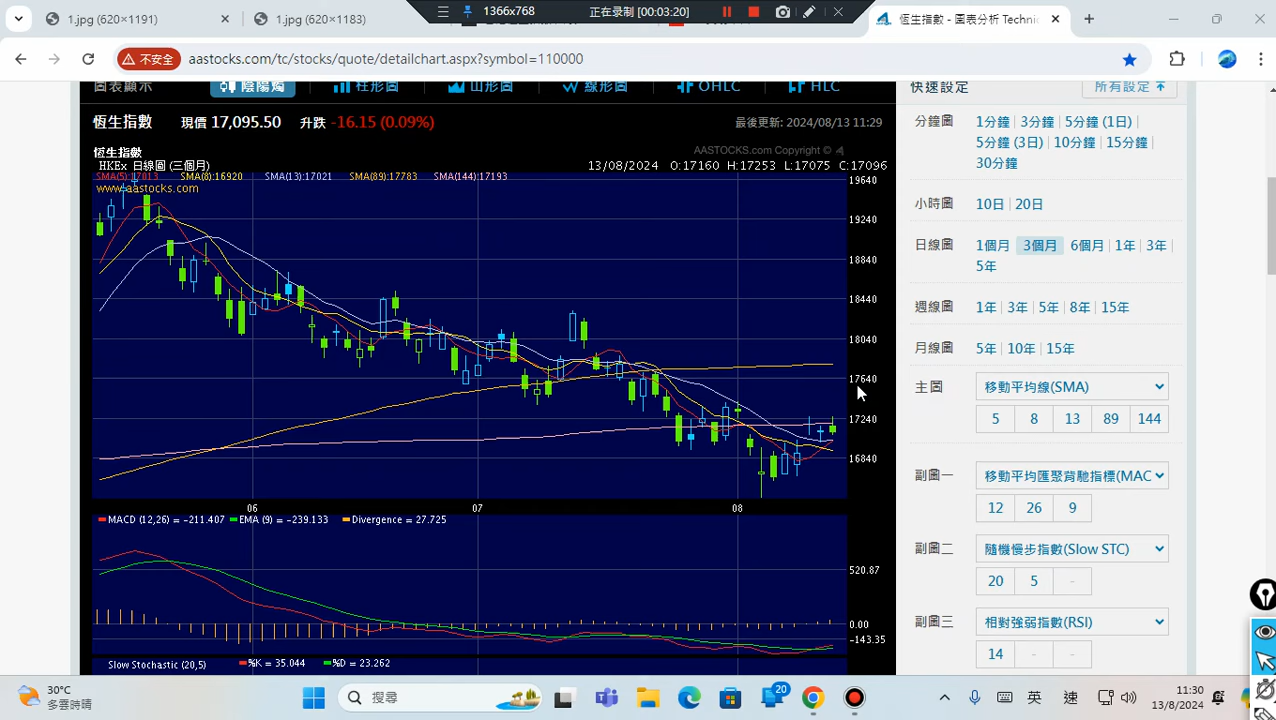 1.jpg (620×1191)
1.jpg (620×1183)
1366x768
正在录制 [00:03:20]
恆生指數 - 圖表分析 Technic
不安全
aastocks.com/tc/stocks/quote/detailchart.aspx?symbol=110000
圖表顯示
陰陽燭
柱形圖
山形圖
線形圖
OHLC
HLC
恆生指數 現價 17,095.50 升跌 -16.15 (0.09%)
最後更新: 2024/08/13 11:29
AASTOCKS.com Copyright ©
恆生指數
HKEx 日線圖 (三個月)
13/08/2024 O:17160 H:17253 L:17075 C:17096
SMA(5):17013 SMA(8):16920 SMA(13):17021 SMA(89):17783 SMA(144):17193
www.aastocks.com
19640
19240
18840
18440
18040
17640
17240
16840
06
07
08
MACD (12,26) = -211.407 EMA (9) = -239.133 Divergence = 27.725
520.87
0.00
-143.35
Slow Stochastic (20,5) %K = 35.044 %D = 23.262
快速設定
所有設定
分鐘圖
1分鐘 | 3分鐘 | 5分鐘 (1日) |
5分鐘 (3日) | 10分鐘 | 15分鐘 |
30分鐘
小時圖
10日 | 20日
日線圖
1個月 | 3個月 | 6個月 | 1年 | 3年 |
5年
週線圖
1年 | 3年 | 5年 | 8年 | 15年
月線圖
5年 | 10年 | 15年
主圖
移動平均線(SMA)
5 8 13 89 144
副圖一
移動平均匯聚背馳指標(MAC
12 26 9
副圖二
隨機慢步指數(Slow STC)
20 5 -
副圖三
相對強弱指數(RSI)
14 - -
30°C
多雲時晴
搜尋
20
英
速
11:30
13/8/2024